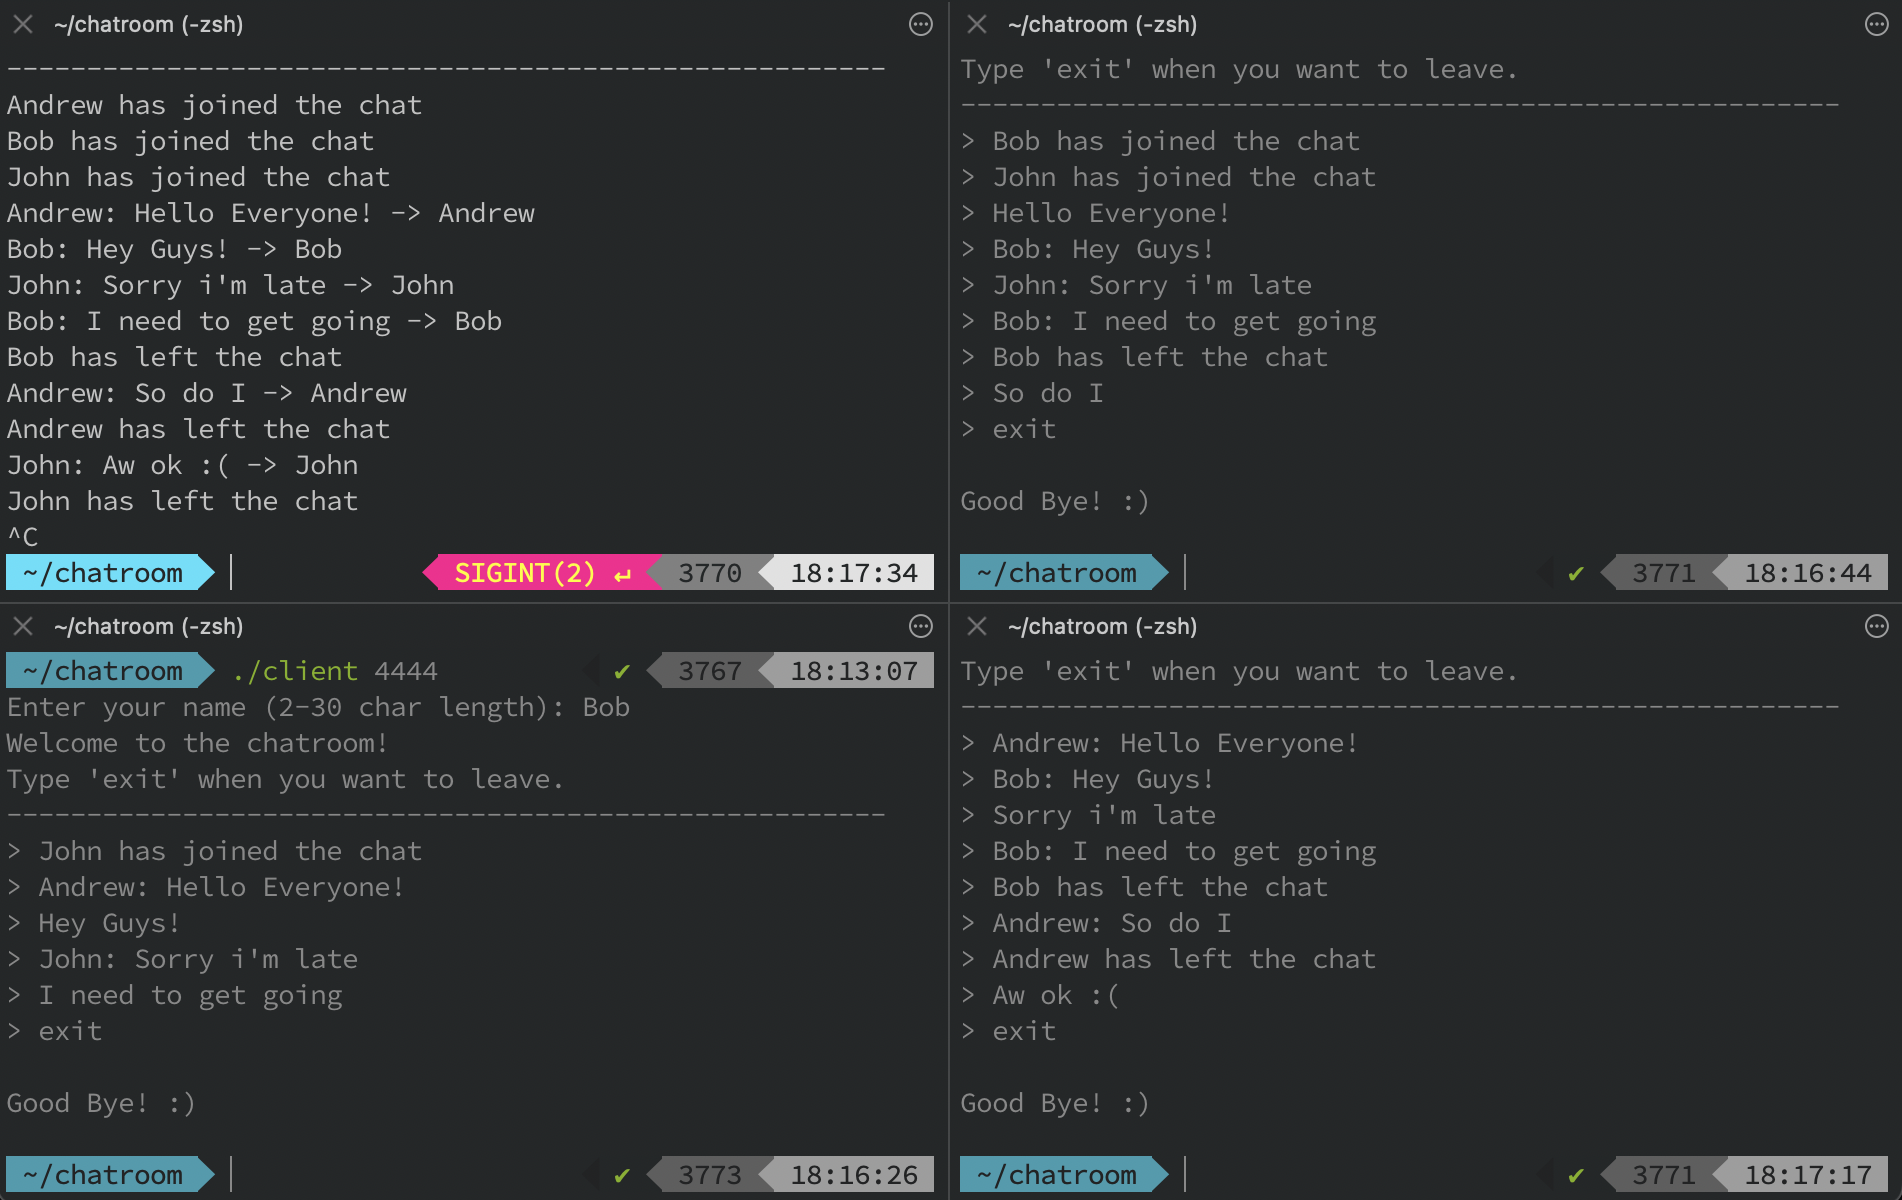 ~/chatroom (-zsh)
-------------------------------------------------------
Andrew has joined the chat
Bob has joined the chat
John has joined the chat
Andrew: Hello Everyone! -> Andrew
Bob: Hey Guys! -> Bob
John: Sorry i'm late -> John
Bob: I need to get going -> Bob
Bob has left the chat
Andrew: So do I -> Andrew
Andrew has left the chat
John: Aw ok :( -> John
John has left the chat
^C
~/chatroom SIGINT(2) ↵ 3770 18:17:34
~/chatroom (-zsh)
Type 'exit' when you want to leave.
-------------------------------------------------------
> Bob has joined the chat
> John has joined the chat
> Hello Everyone!
> Bob: Hey Guys!
> John: Sorry i'm late
> Bob: I need to get going
> Bob has left the chat
> So do I
> exit
Good Bye! :)
~/chatroom ✔ 3771 18:16:44
~/chatroom (-zsh)
~/chatroom ./client 4444 ✔ 3767 18:13:07
Enter your name (2-30 char length): Bob
Welcome to the chatroom!
Type 'exit' when you want to leave.
-------------------------------------------------------
> John has joined the chat
> Andrew: Hello Everyone!
> Hey Guys!
> John: Sorry i'm late
> I need to get going
> exit
Good Bye! :)
~/chatroom ✔ 3773 18:16:26
~/chatroom (-zsh)
Type 'exit' when you want to leave.
-------------------------------------------------------
> Andrew: Hello Everyone!
> Bob: Hey Guys!
> Sorry i'm late
> Bob: I need to get going
> Bob has left the chat
> Andrew: So do I
> Andrew has left the chat
> Aw ok :(
> exit
Good Bye! :)
~/chatroom ✔ 3771 18:17:17